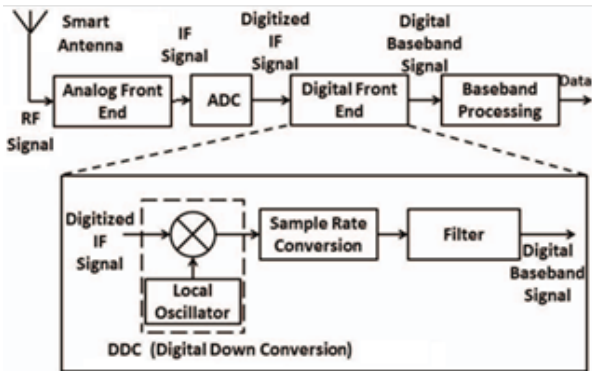 Smart
Antenna
RF
Signal
Analog Front
End
IF
Signal
ADC
Digitized
IF
Signal
Digital Front
End
Digital
Baseband
Signal
Baseband
Processing
Data
Digitized
IF
Signal
Local
Oscillator
DDC (Digital Down Conversion)
Sample Rate
Conversion
Filter
Digital
Baseband
Signal